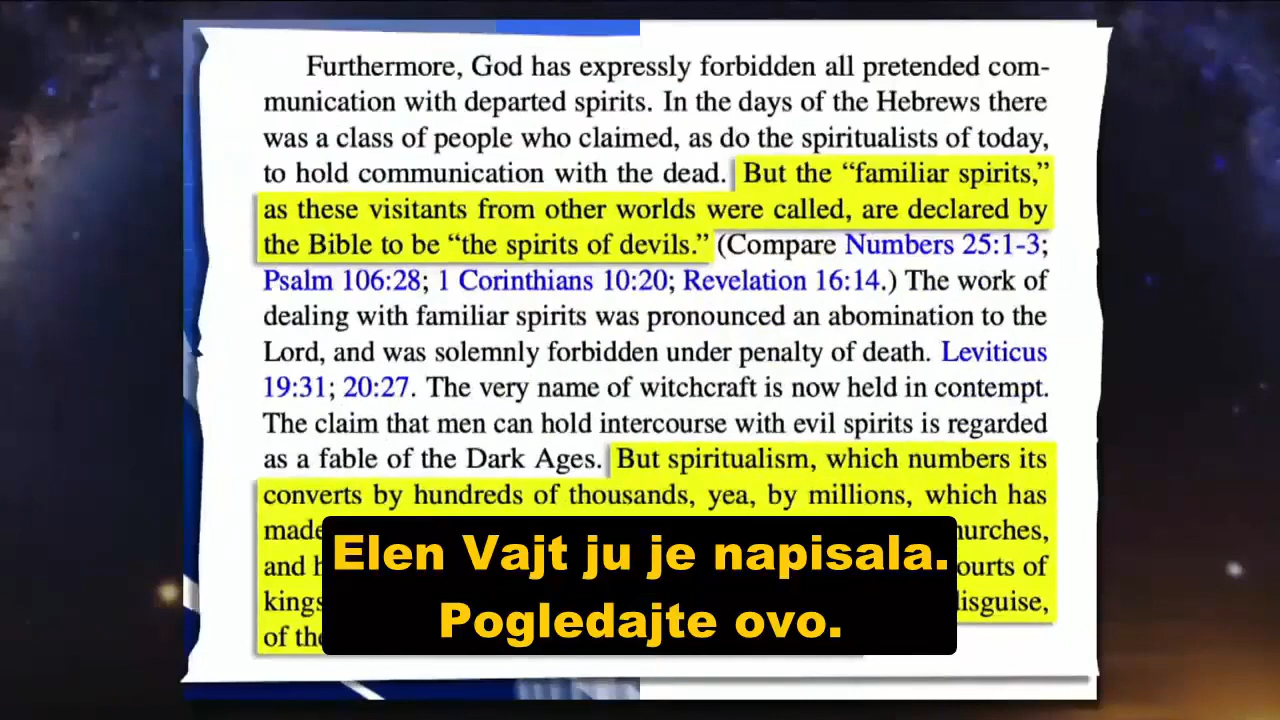 Furthermore, God has expressly forbidden all pretended com-
munication with departed spirits. In the days of the Hebrews there
was a class of people who claimed, as do the spiritualists of today,
to hold communication with the dead. But the “familiar spirits,”
as these visitants from other worlds were called, are declared by
the Bible to be “the spirits of devils.” (Compare Numbers 25:1-3;
Psalm 106:28; 1 Corinthians 10:20; Revelation 16:14.) The work of
dealing with familiar spirits was pronounced an abomination to the
Lord, and was solemnly forbidden under penalty of death. Leviticus
19:31; 20:27. The very name of witchcraft is now held in contempt.
The claim that men can hold intercourse with evil spirits is regarded
as a fable of the Dark Ages. But spiritualism, which numbers its
converts by hundreds of thousands, yea, by millions, which has
made
and
kings
of
Elen Vajt ju je napisala.
Pogledajte ovo.